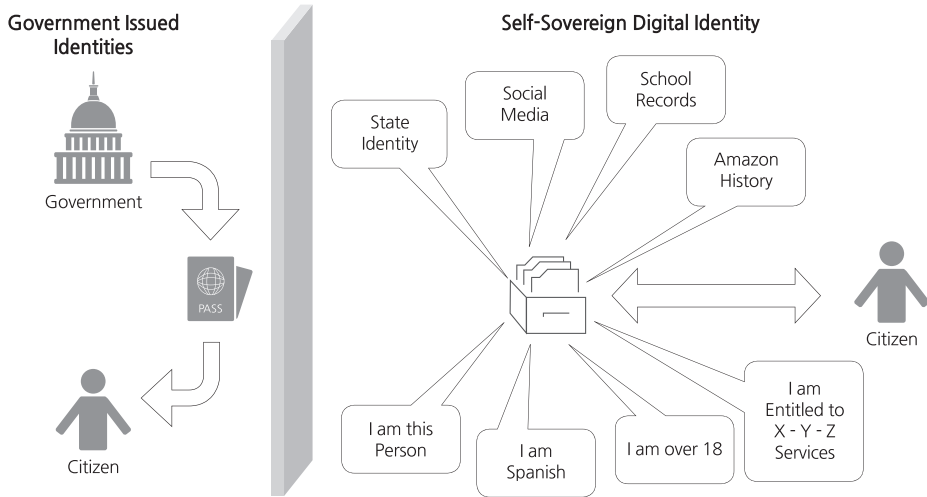 Government Issued
Identities
Government
PASS
Citizen
Self-Sovereign Digital Identity
State
Identity
Social
Media
School
Records
Amazon
History
Citizen
I am this
Person
I am
Spanish
I am over 18
I am
Entitled to
X - Y - Z
Services